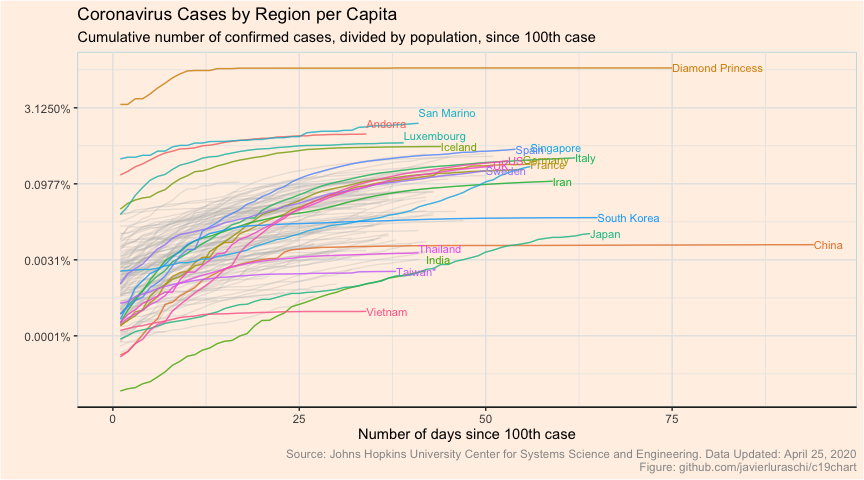 Coronavirus Cases by Region per Capita
Cumulative number of confirmed cases, divided by population, since 100th case
Diamond Princess
3.1250%
San Marino
Andorra
Luxembourg
Iceland
Singapore
Spain
Italy
US
Germany
UK
France
Sweden
0.0977%
Iran
South Korea
Japan
China
Thailand
0.0031%
India
Taiwan*
Vietnam
0.0001%
0 25 50 75
Number of days since 100th case
Source: Johns Hopkins University Center for Systems Science and Engineering. Data Updated: April 25, 2020
Figure: github.com/javierluraschi/c19chart